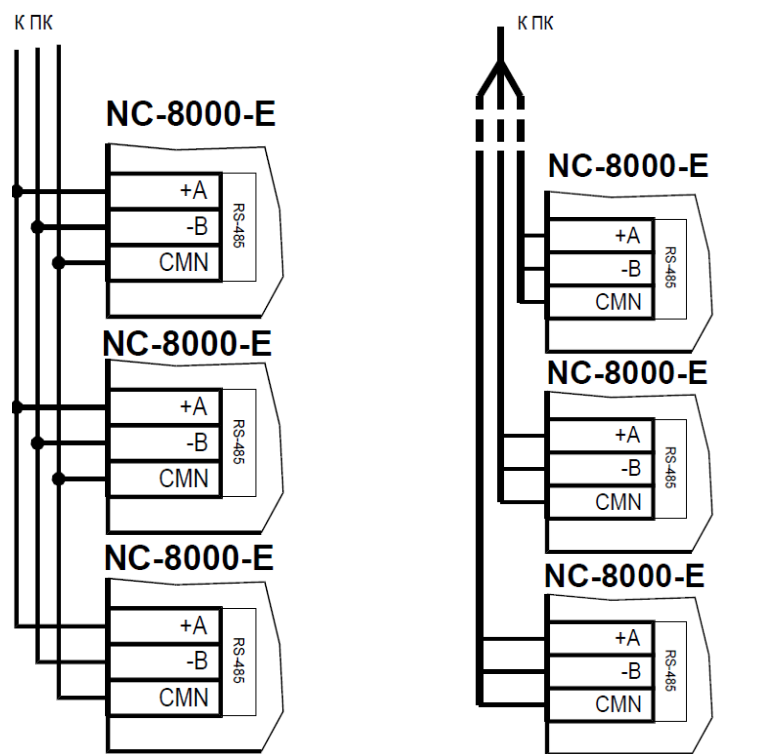 К ПК
NC-8000-E
+A
-B
CMN
RS-485
NC-8000-E
+A
-B
CMN
RS-485
NC-8000-E
+A
-B
CMN
RS-485
К ПК
NC-8000-E
+A
-B
CMN
RS-485
NC-8000-E
+A
-B
CMN
RS-485
NC-8000-E
+A
-B
CMN
RS-485